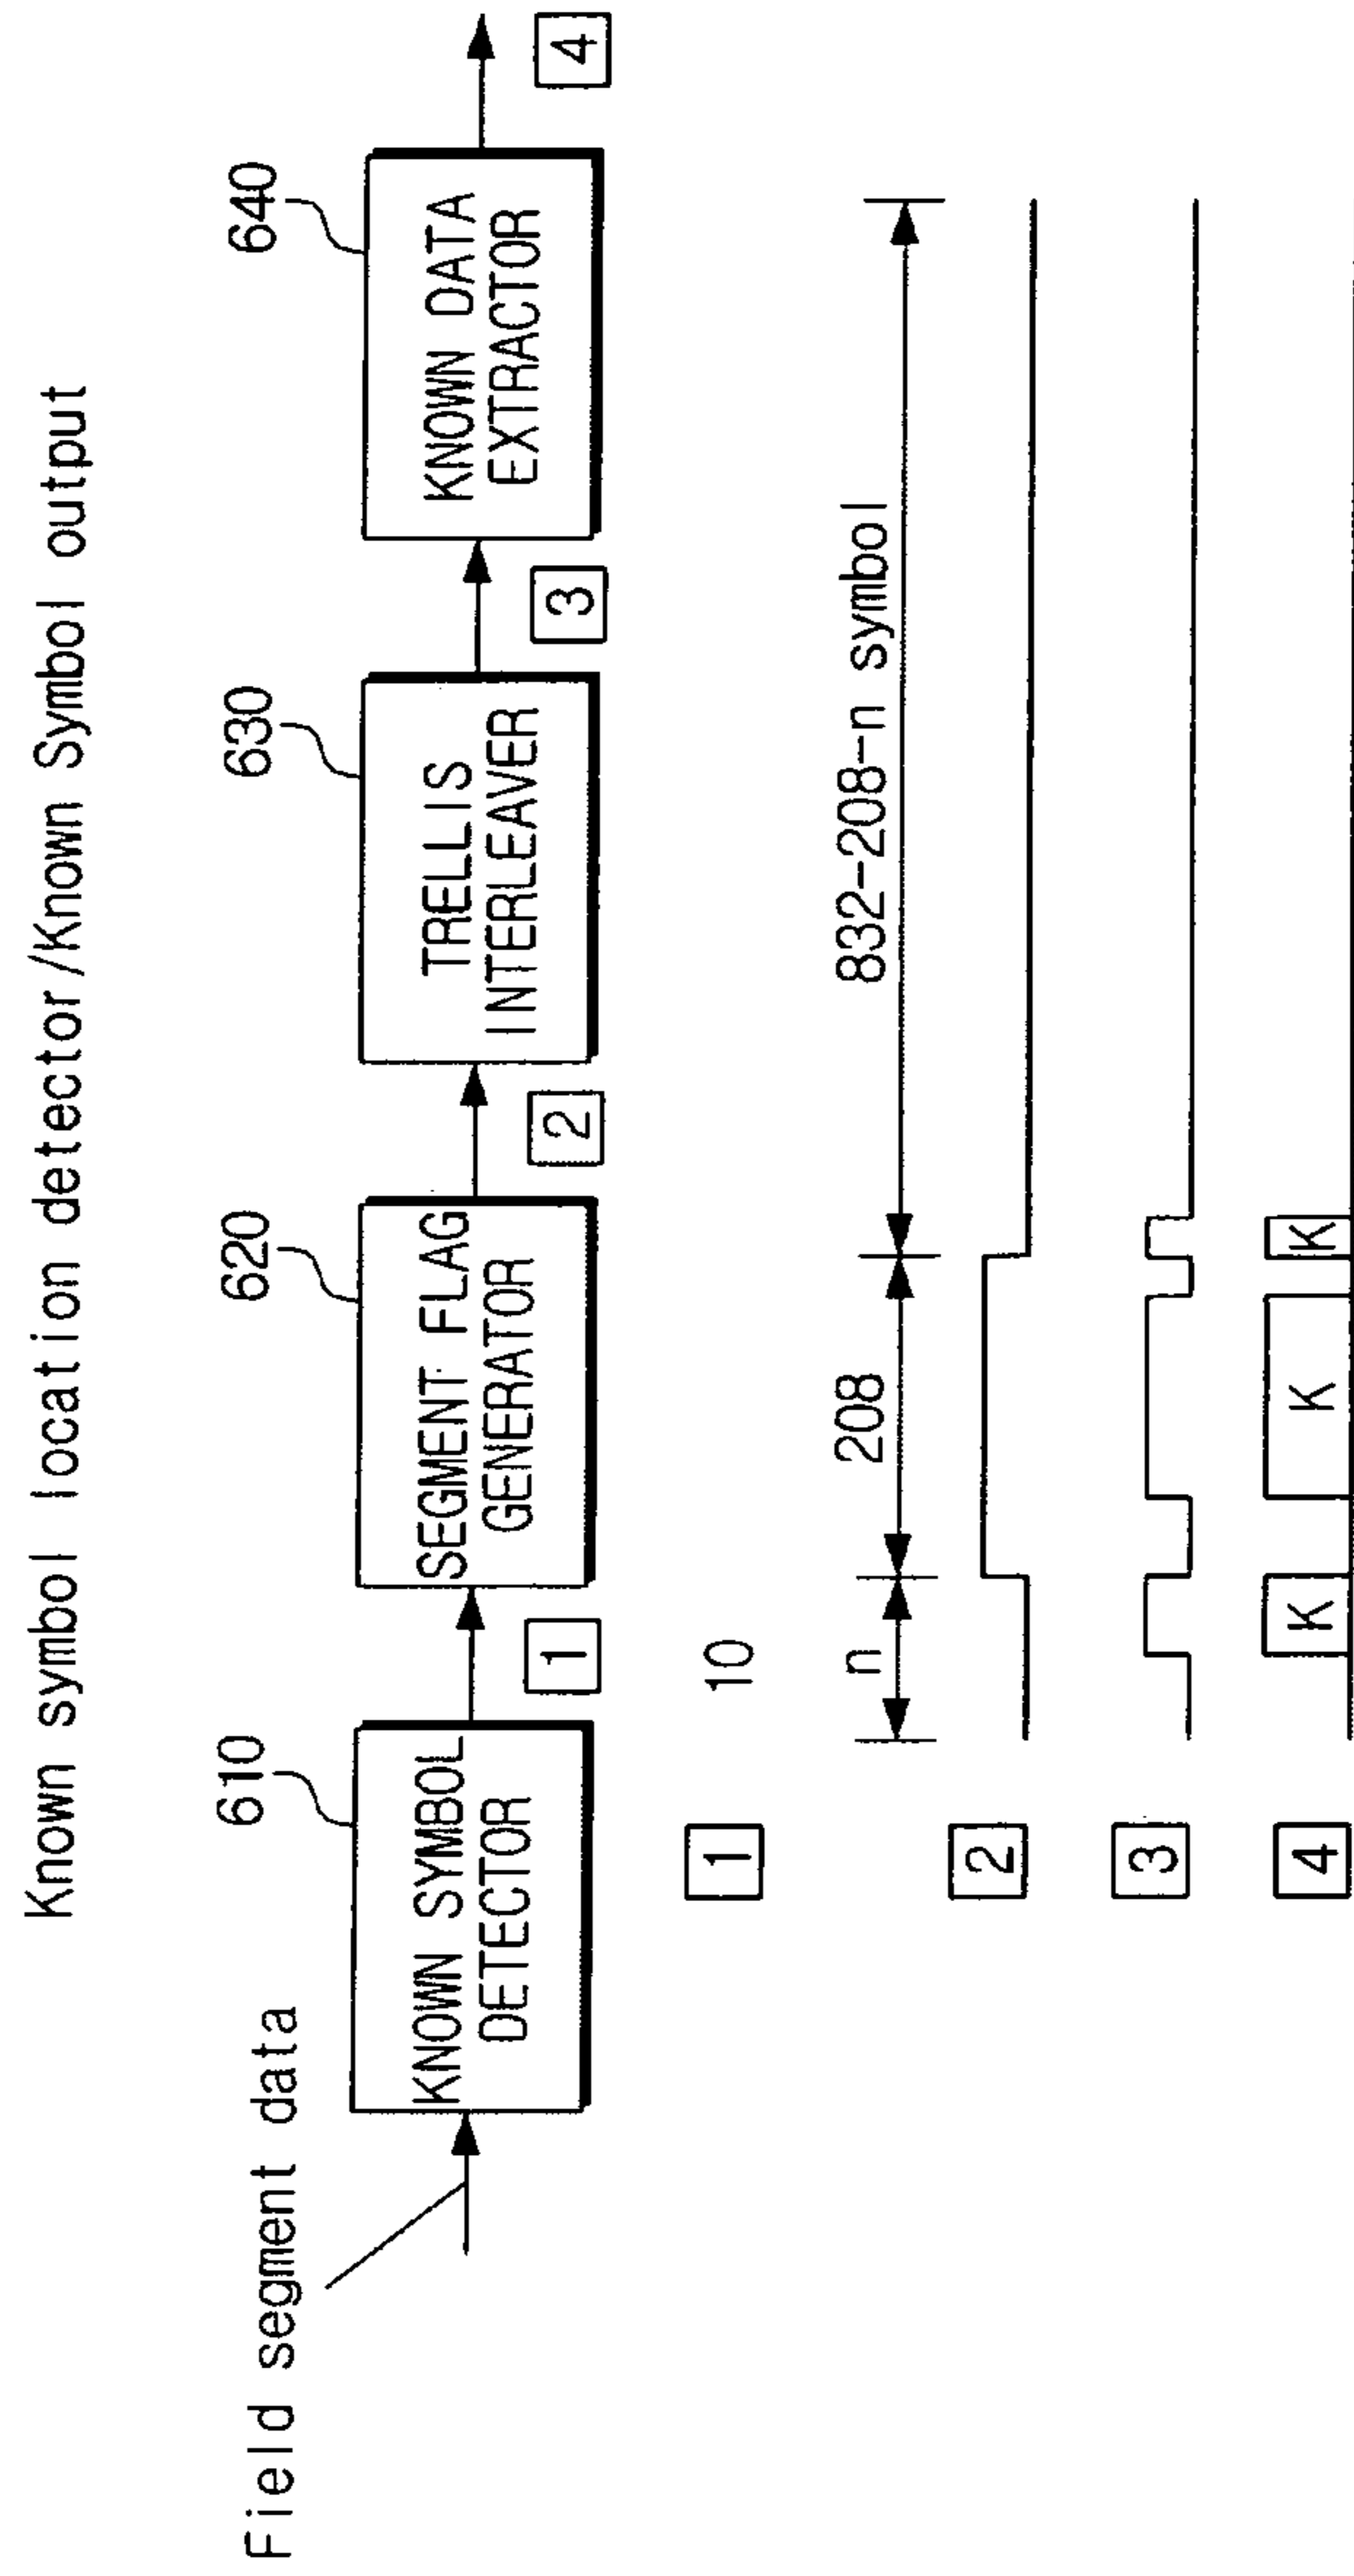 Known symbol location detector/Known Symbol output
Field segment data
610
KNOWN SYMBOL
DETECTOR
1
620
SEGMENT FLAG
GENERATOR
2
630
TRELLIS
INTERLEAVER
3
640
KNOWN DATA
EXTRACTOR
4
1
10
n
208
832-208-n symbol
2
3
4
K
K
K